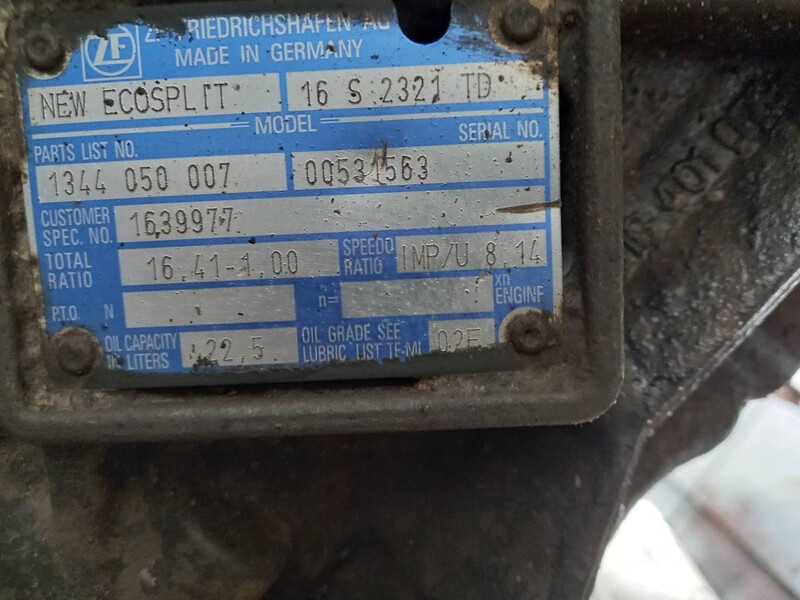 ZF FRIEDRICHSHAFEN AG
MADE IN GERMANY
NEW ECOSPLIT 16 S 2321 TD
MODEL
PARTS LIST NO. SERIAL NO.
1344 050 007 00531563
CUSTOMER SPEC. NO. 1639977
TOTAL RATIO 16,41-1,00 SPEEDO RATIO IMP/U 8,14
P.T.O. N n= xn ENGINE
OIL CAPACITY IN LITERS 22,5 OIL GRADE SEE LUBRIC. LIST TE-ML 02E
401